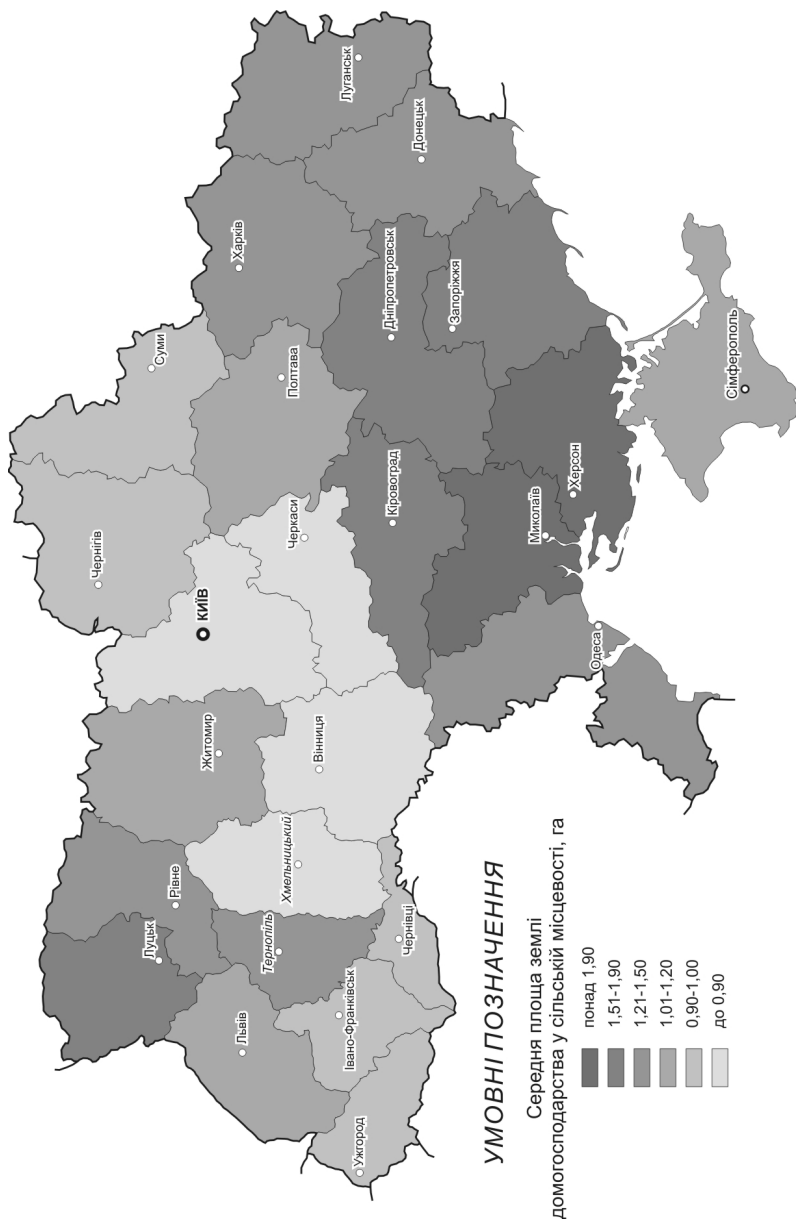 Чернігів
Суми
КИЇВ
Житомир
Рівне
Луцьк
Львів
Тернопіль
Хмельницький
Вінниця
Черкаси
Полтава
Харків
Луганськ
Донецьк
Дніпропетровськ
Запоріжжя
Кіровоград
Івано-Франківськ
Ужгород
Чернівці
Миколаїв
Херсон
Одеса
Сімферополь
УМОВНІ ПОЗНАЧЕННЯ
Середня площа землі
домогосподарства у сільській місцевості, га
понад 1,90
1,51-1,90
1,21-1,50
1,01-1,20
0,90-1,00
до 0,90